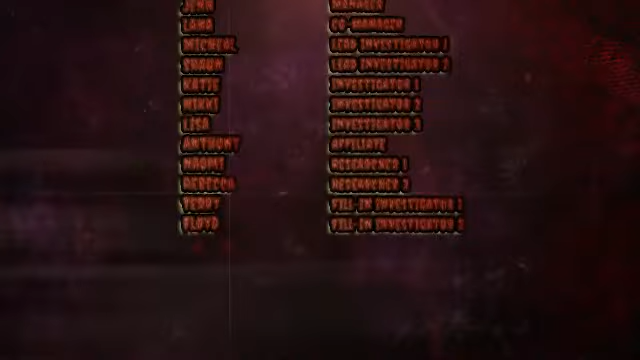 JENN MANAGER
LANA CO-MANAGER
MICHEAL LEAD INVESTIGATOR 1
SHAUN LEAD INVESTIGATOR 2
KATIE INVESTIGATOR 1
NIKKI INVESTIGATOR 2
LISA INVESTIGATOR 3
ANTHONY AFFILIATE
NAOMI RESEARCHER 1
REBECCA RESEARCHER 2
TERRY FILL-IN INVESTIGATOR 1
FLOYD FILL-IN INVESTIGATOR 2